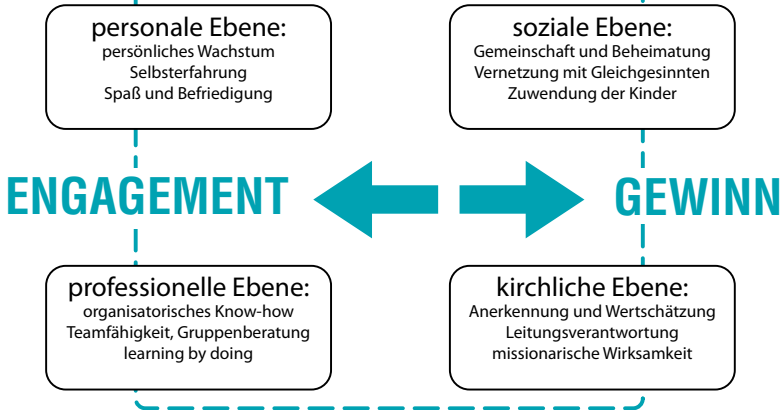 personale Ebene:
persönliches Wachstum
Selbsterfahrung
Spaß und Befriedigung
soziale Ebene:
Gemeinschaft und Beheimatung
Vernetzung mit Gleichgesinnten
Zuwendung der Kinder
ENGAGEMENT
GEWINN
professionelle Ebene:
organisatorisches Know-how
Teamfähigkeit, Gruppenberatung
learning by doing
kirchliche Ebene:
Anerkennung und Wertschätzung
Leitungsverantwortung
missionarische Wirksamkeit